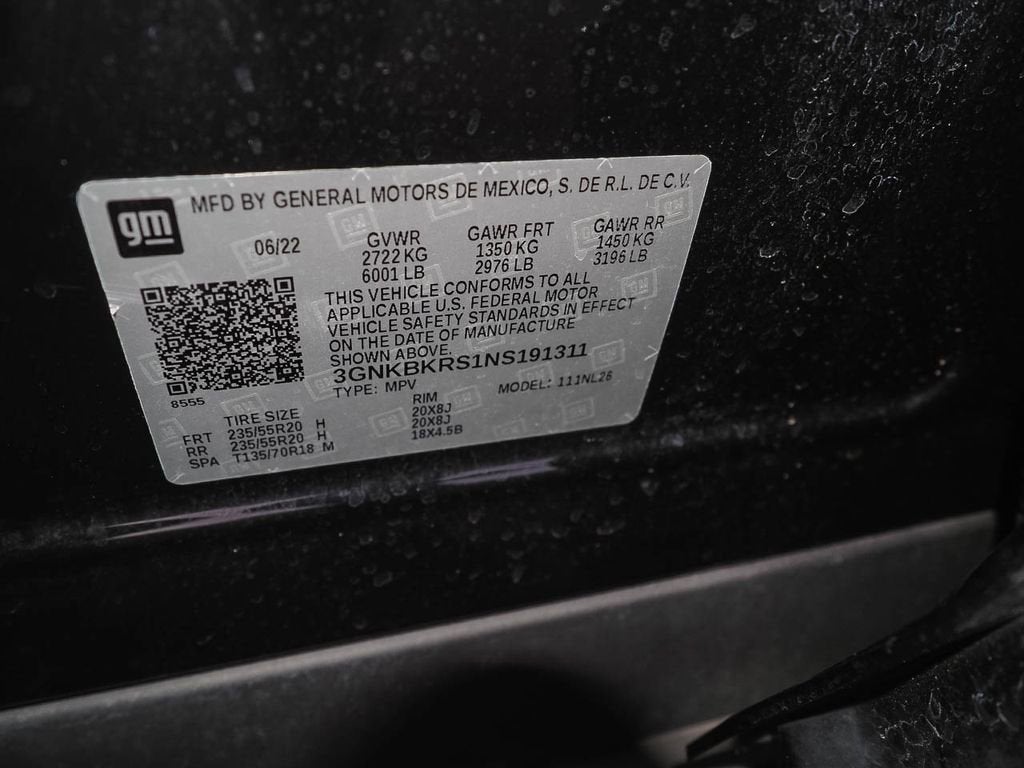 gm
MFD BY GENERAL MOTORS DE MEXICO, S. DE R.L. DE C.V.
06/22
GVWR
2722 KG
6001 LB
GAWR FRT
1350 KG
2976 LB
GAWR RR
1450 KG
3196 LB
THIS VEHICLE CONFORMS TO ALL
APPLICABLE U.S. FEDERAL MOTOR
VEHICLE SAFETY STANDARDS IN EFFECT
ON THE DATE OF MANUFACTURE
SHOWN ABOVE.
3GNKBKRS1NS191311
TYPE: MPV
MODEL: 111NL26
8555
TIRE SIZE
RIM
FRT 235/55R20 H 20X8J
RR 235/55R20 H 20X8J
SPA T135/70R18 M 18X4.5B